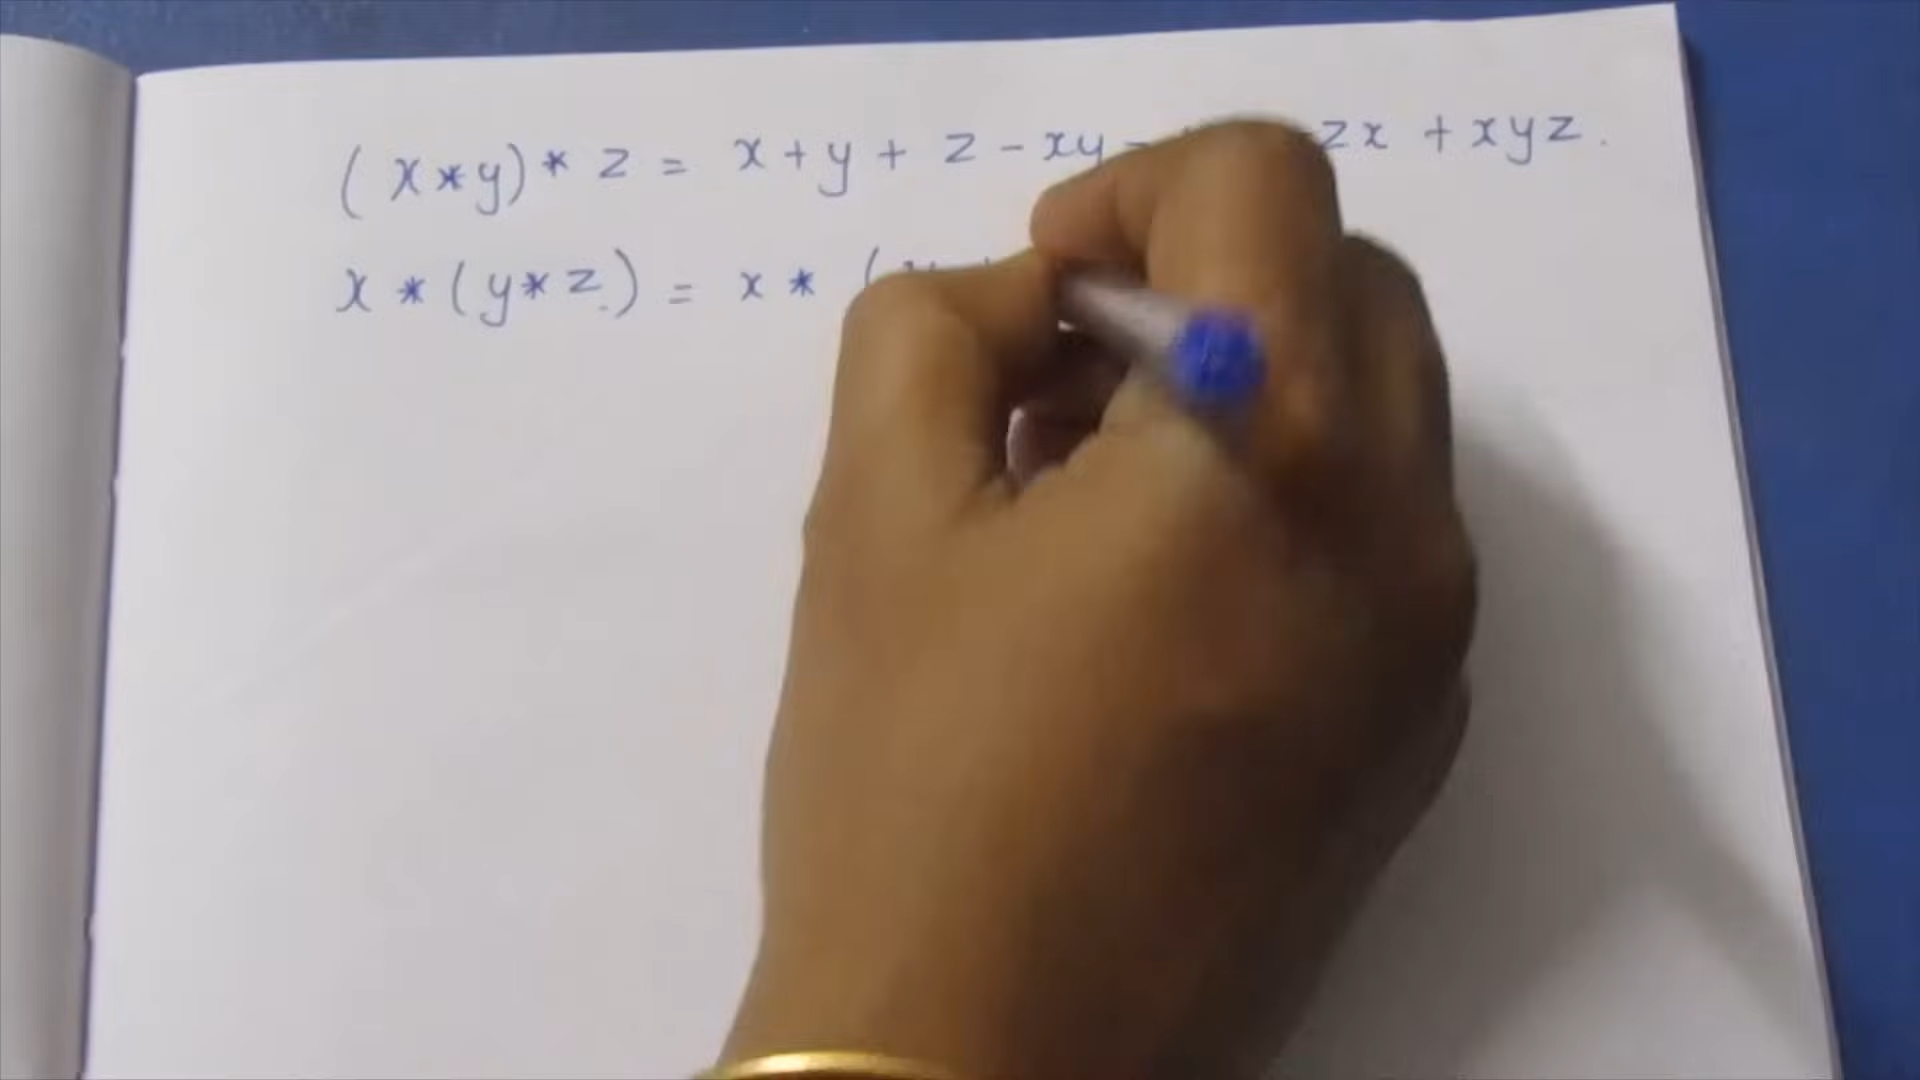 (x*y)*z = x+y+z-xy- -zx+xyz.
x*(y*z.) = x*(